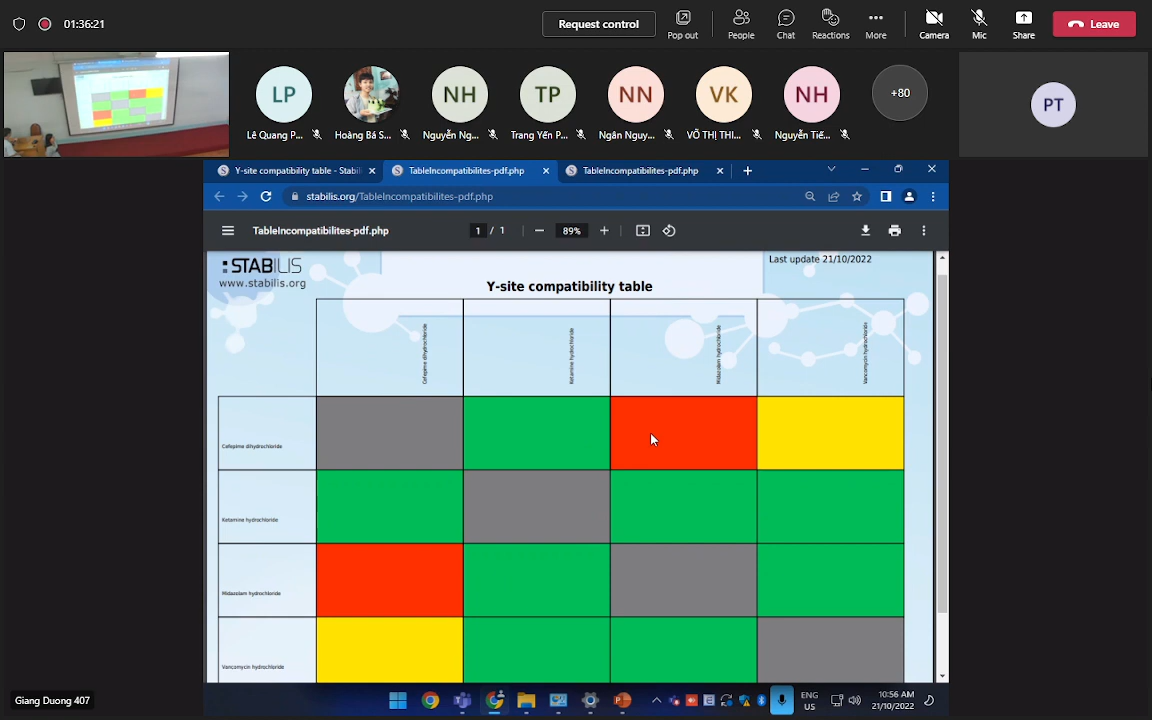 01:36:21
Request control
Pop out
People
Chat
Reactions
More
Camera
Mic
Share
Leave
LP
NH
TP
NN
VK
NH
+80
PT
Lê Quang P...
Hoàng Bá S...
Nguyễn Ng...
Trang Yến P...
Ngân Nguy...
VÕ THỊ THI...
Nguyễn Tiế...
Y-site compatibility table - Stabil
TableIncompatibilites-pdf.php
TableIncompatibilites-pdf.php
stabilis.org/TableIncompatibilites-pdf.php
TableIncompatibilites-pdf.php
1 / 1
89%
:STABILIS
www.stabilis.org
Last update 21/10/2022
Y-site compatibility table
Cefepime dihydrochloride
Ketamine hydrochloride
Midazolam hydrochloride
Vancomycin hydrochloride
Cefepime dihydrochloride
Ketamine hydrochloride
Midazolam hydrochloride
Vancomycin hydrochloride
Giang Duong 407
ENG
US
10:56 AM
21/10/2022